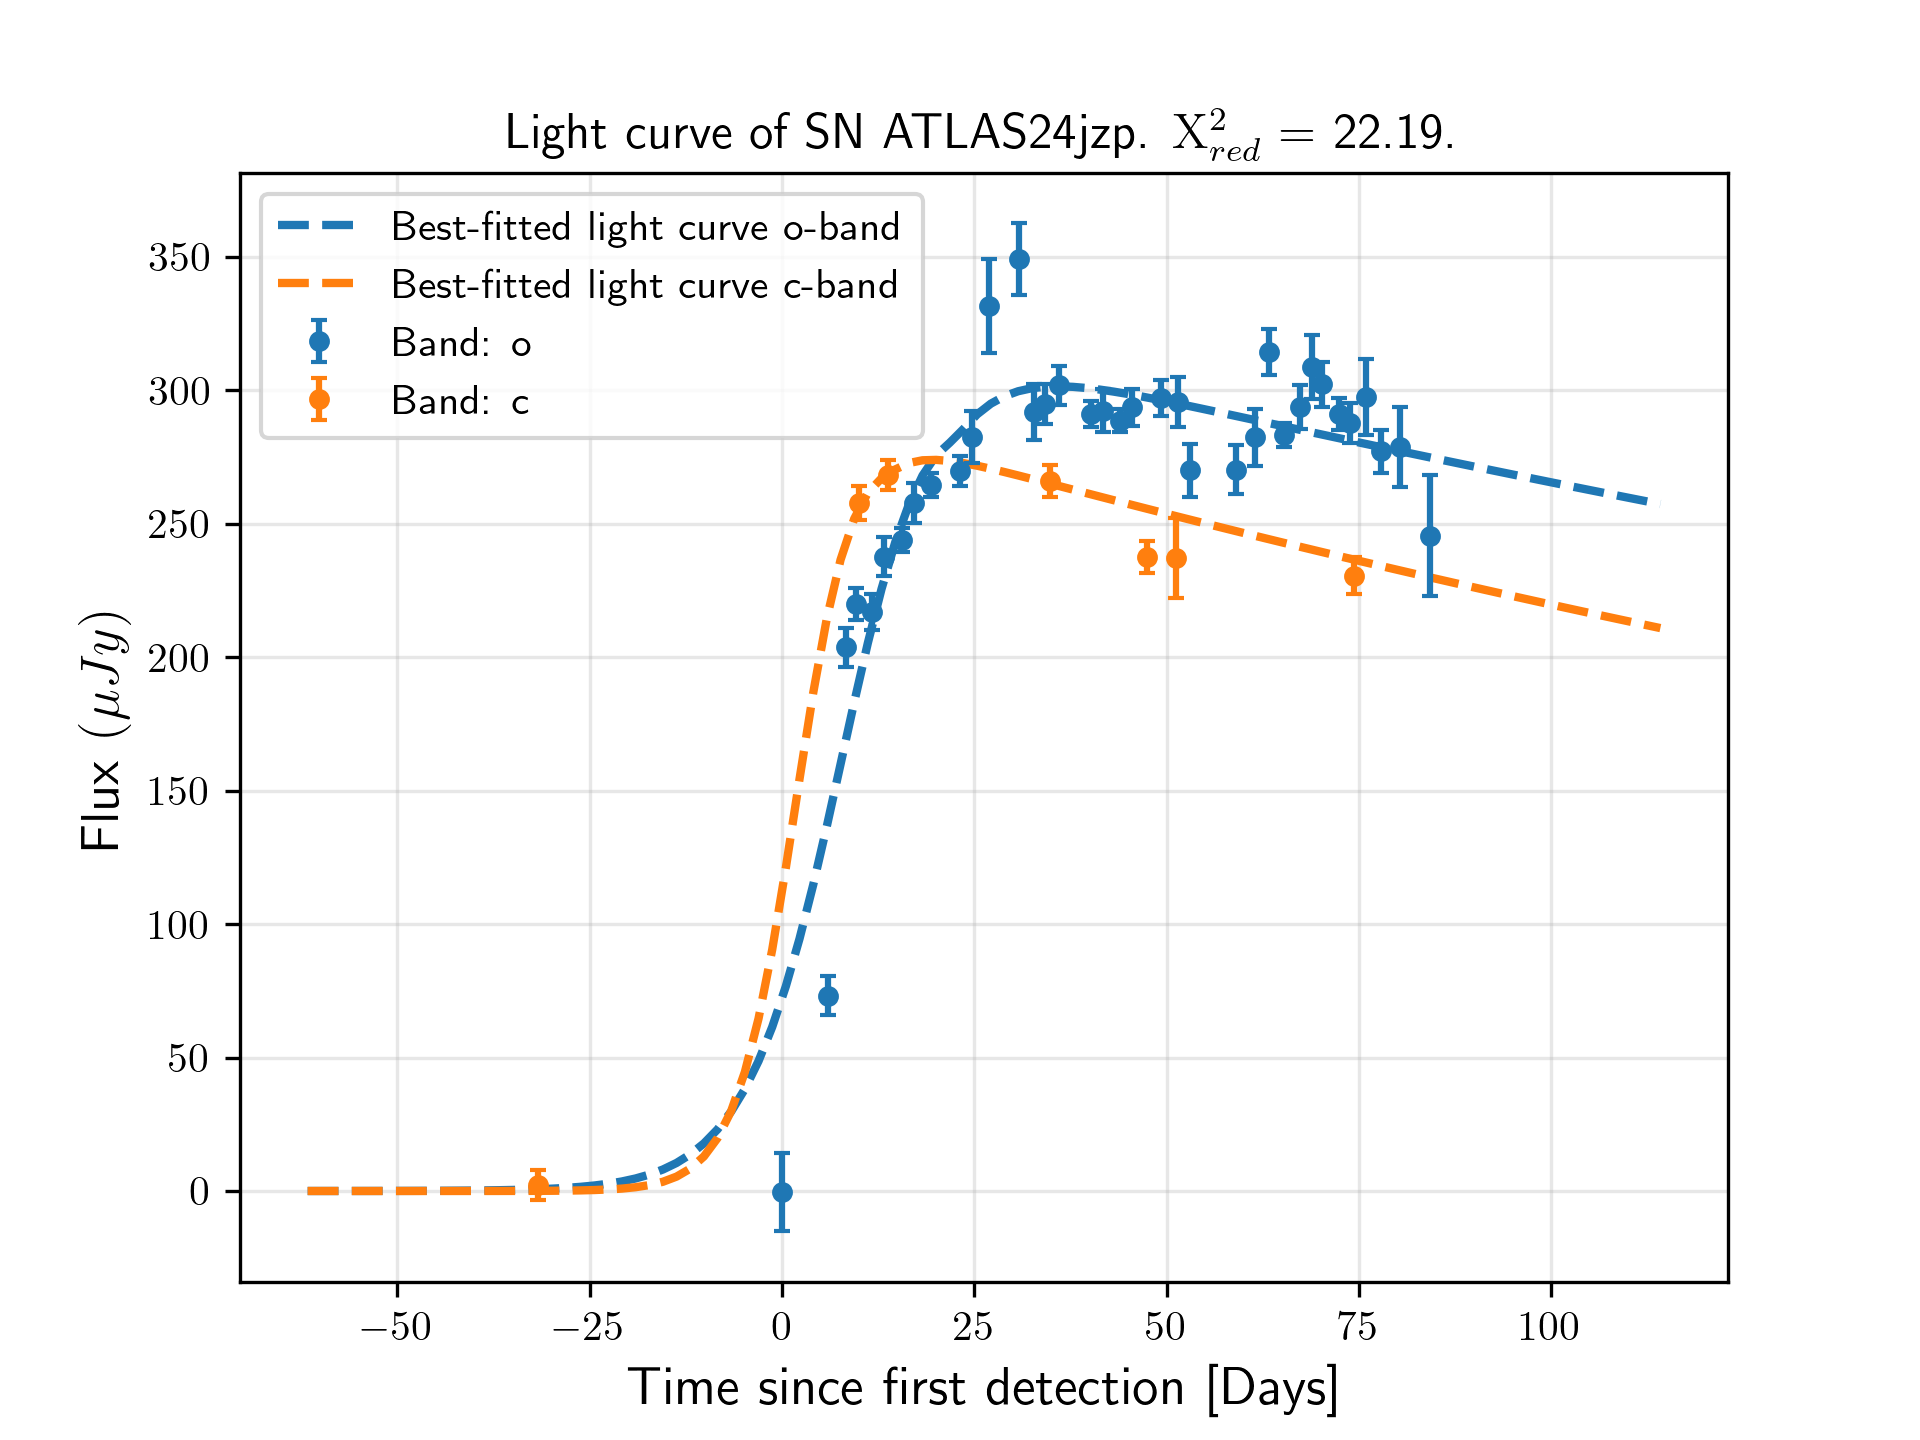 Light curve of SN ATLAS24jzp. X²_red = 22.19.
Best-fitted light curve o-band
Best-fitted light curve c-band
Band: o
Band: c
350
300
250
200
150
100
50
0
Flux (μJy)
−50 −25 0 25 50 75 100
Time since first detection [Days]